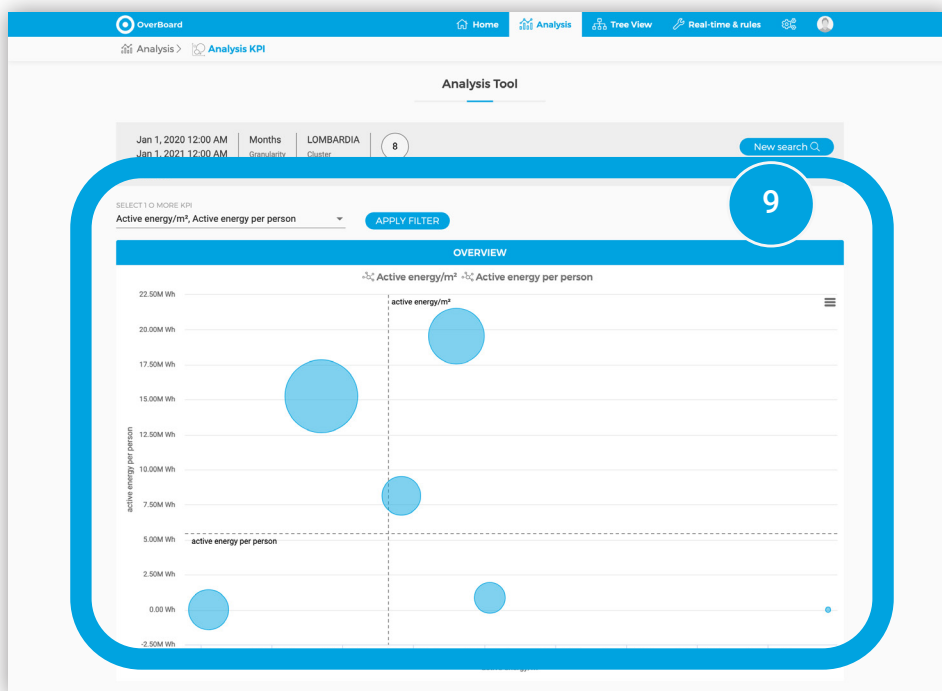 OverBoard
Home
Analysis
Tree View
Real-time & rules
Analysis > Analysis KPI
Analysis Tool
Jan 1, 2020 12:00 AM
Jan 1, 2021 12:00 AM
Months
Granularity
LOMBARDIA
Cluster
8
New search
9
SELECT 1 O MORE KPI
Active energy/m², Active energy per person
APPLY FILTER
OVERVIEW
Active energy/m² Active energy per person
22.50M Wh
active energy/m²
20.00M Wh
17.50M Wh
15.00M Wh
12.50M Wh
active energy per person
10.00M Wh
7.50M Wh
5.00M Wh
active energy per person
2.50M Wh
0.00 Wh
-2.50M Wh